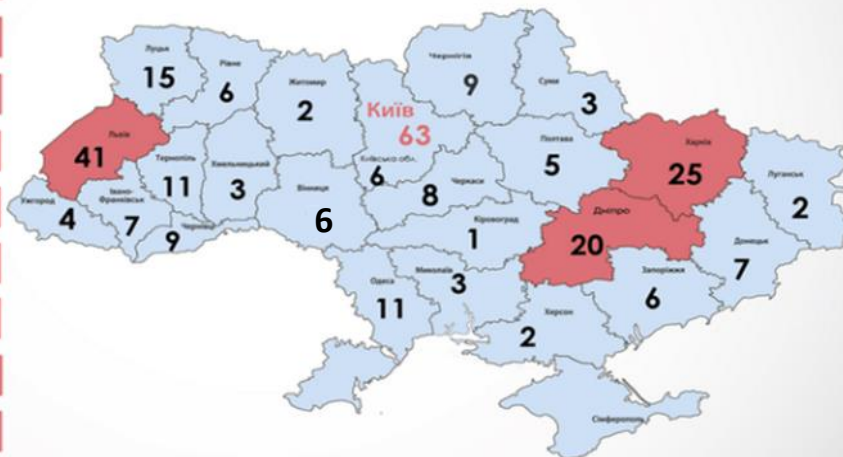 Луцьк
15
Рівне
6
Житомир
2
Київ
63
Київська обл.
6
Чернігів
9
Суми
3
Львів
41
Тернопіль
11
Хмельницький
3
Вінниця
6
Черкаси
8
Полтава
5
Харків
25
Луганськ
2
Ужгород
4
Івано-
Франківськ
7
Чернівці
9
Кіровоград
1
Дніпро
20
Донецьк
7
Запоріжжя
6
Одеса
11
Миколаїв
3
Херсон
2
Сімферополь